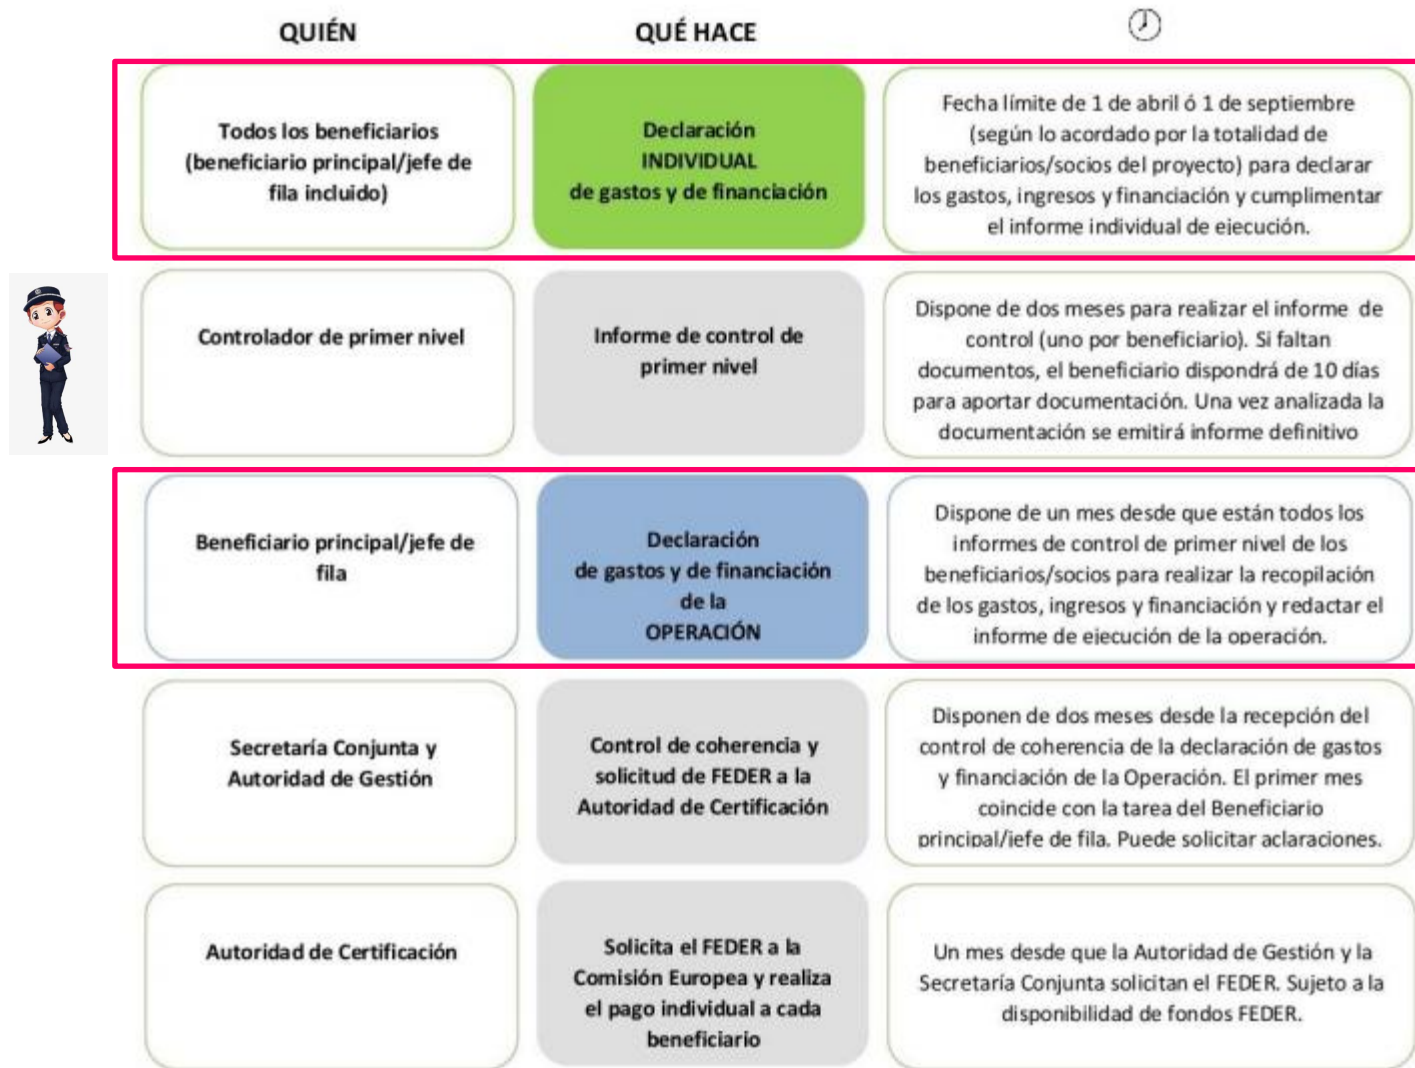 QUIÉN
QUÉ HACE
Todos los beneficiarios
(beneficiario principal/jefe de
fila incluido)
Declaración
INDIVIDUAL
de gastos y de financiación
Fecha límite de 1 de abril ó 1 de septiembre
(según lo acordado por la totalidad de
beneficiarios/socios del proyecto) para declarar
los gastos, ingresos y financiación y cumplimentar
el informe individual de ejecución.
Controlador de primer nivel
Informe de control de
primer nivel
Dispone de dos meses para realizar el informe de
control (uno por beneficiario). Si faltan
documentos, el beneficiario dispondrá de 10 días
para aportar documentación. Una vez analizada la
documentación se emitirá informe definitivo
Beneficiario principal/jefe de
fila
Declaración
de gastos y de financiación
de la
OPERACIÓN
Dispone de un mes desde que están todos los
informes de control de primer nivel de los
beneficiarios/socios para realizar la recopilación
de los gastos, ingresos y financiación y redactar el
informe de ejecución de la operación.
Secretaría Conjunta y
Autoridad de Gestión
Control de coherencia y
solicitud de FEDER a la
Autoridad de Certificación
Disponen de dos meses desde la recepción del
control de coherencia de la declaración de gastos
y financiación de la Operación. El primer mes
coincide con la tarea del Beneficiario
principal/jefe de fila. Puede solicitar aclaraciones.
Autoridad de Certificación
Solicita el FEDER a la
Comisión Europea y realiza
el pago individual a cada
beneficiario
Un mes desde que la Autoridad de Gestión y la
Secretaría Conjunta solicitan el FEDER. Sujeto a la
disponibilidad de fondos FEDER.